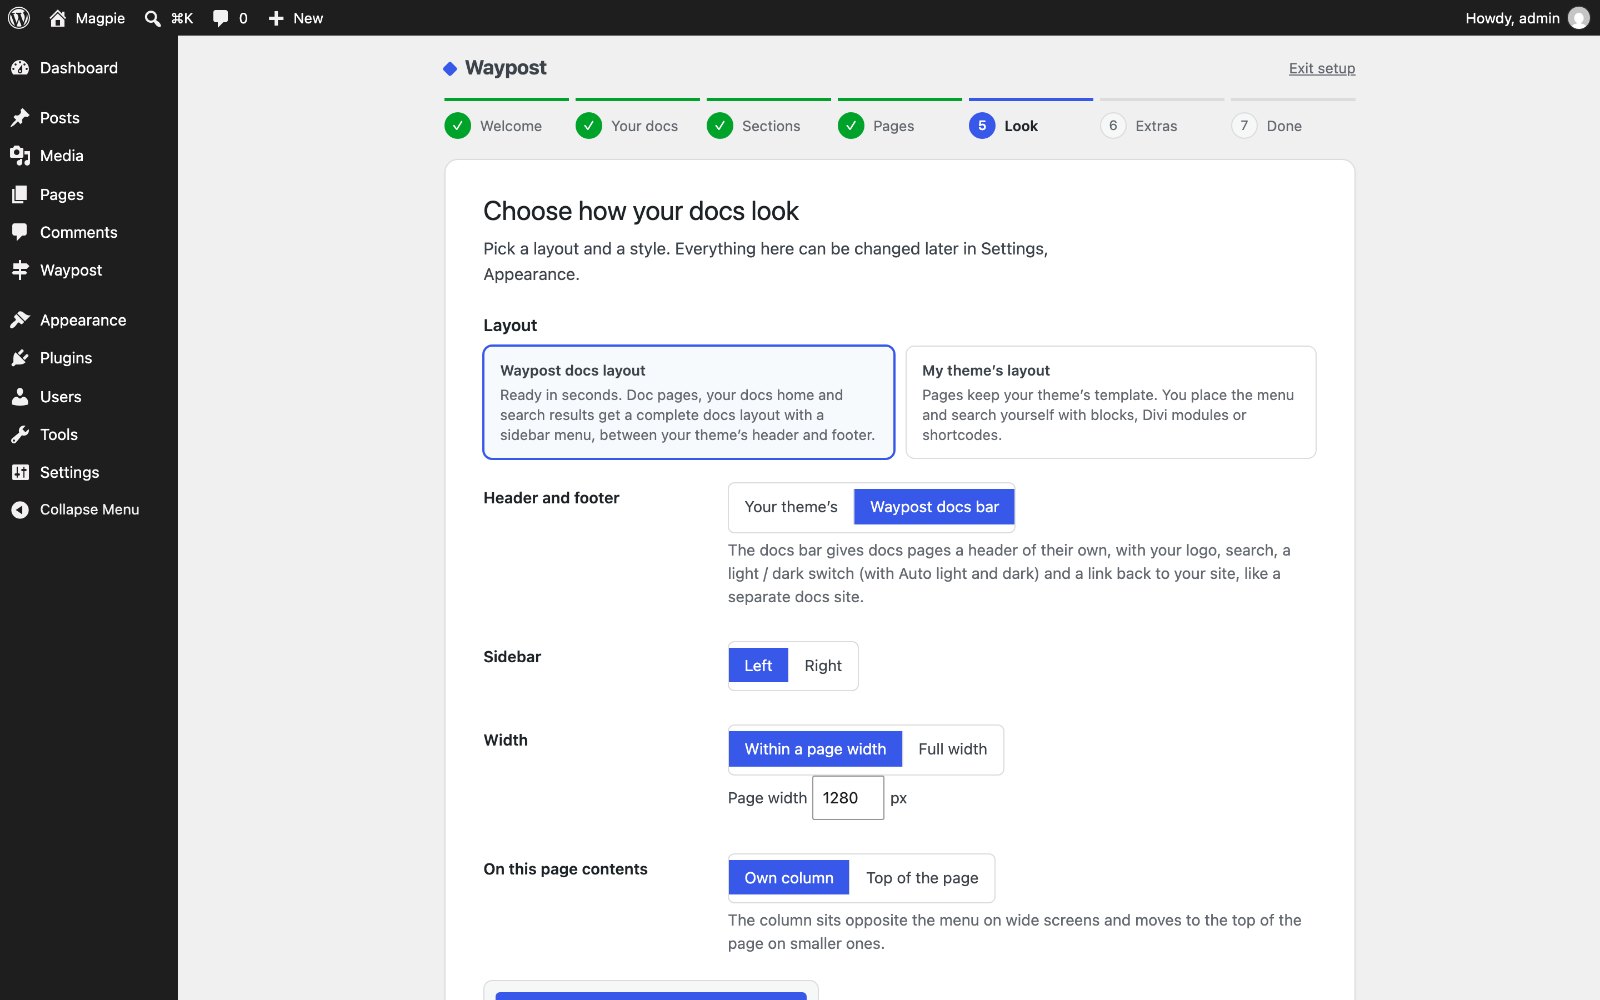 Magpie
⌘K
0
New
Howdy, admin
Dashboard
Posts
Media
Pages
Comments
Waypost
Appearance
Plugins
Users
Tools
Settings
Collapse Menu
Waypost
Exit setup
Welcome
Your docs
Sections
Pages
5 Look
6 Extras
7 Done
Choose how your docs look
Pick a layout and a style. Everything here can be changed later in Settings,
Appearance.
Layout
Waypost docs layout
Ready in seconds. Doc pages, your docs home and
search results get a complete docs layout with a
sidebar menu, between your theme’s header and footer.
My theme’s layout
Pages keep your theme’s template. You place the menu
and search yourself with blocks, Divi modules or
shortcodes.
Header and footer
Your theme’s
Waypost docs bar
The docs bar gives docs pages a header of their own, with your logo, search, a
light / dark switch (with Auto light and dark) and a link back to your site, like a
separate docs site.
Sidebar
Left
Right
Width
Within a page width
Full width
Page width 1280 px
On this page contents
Own column
Top of the page
The column sits opposite the menu on wide screens and moves to the top of the
page on smaller ones.